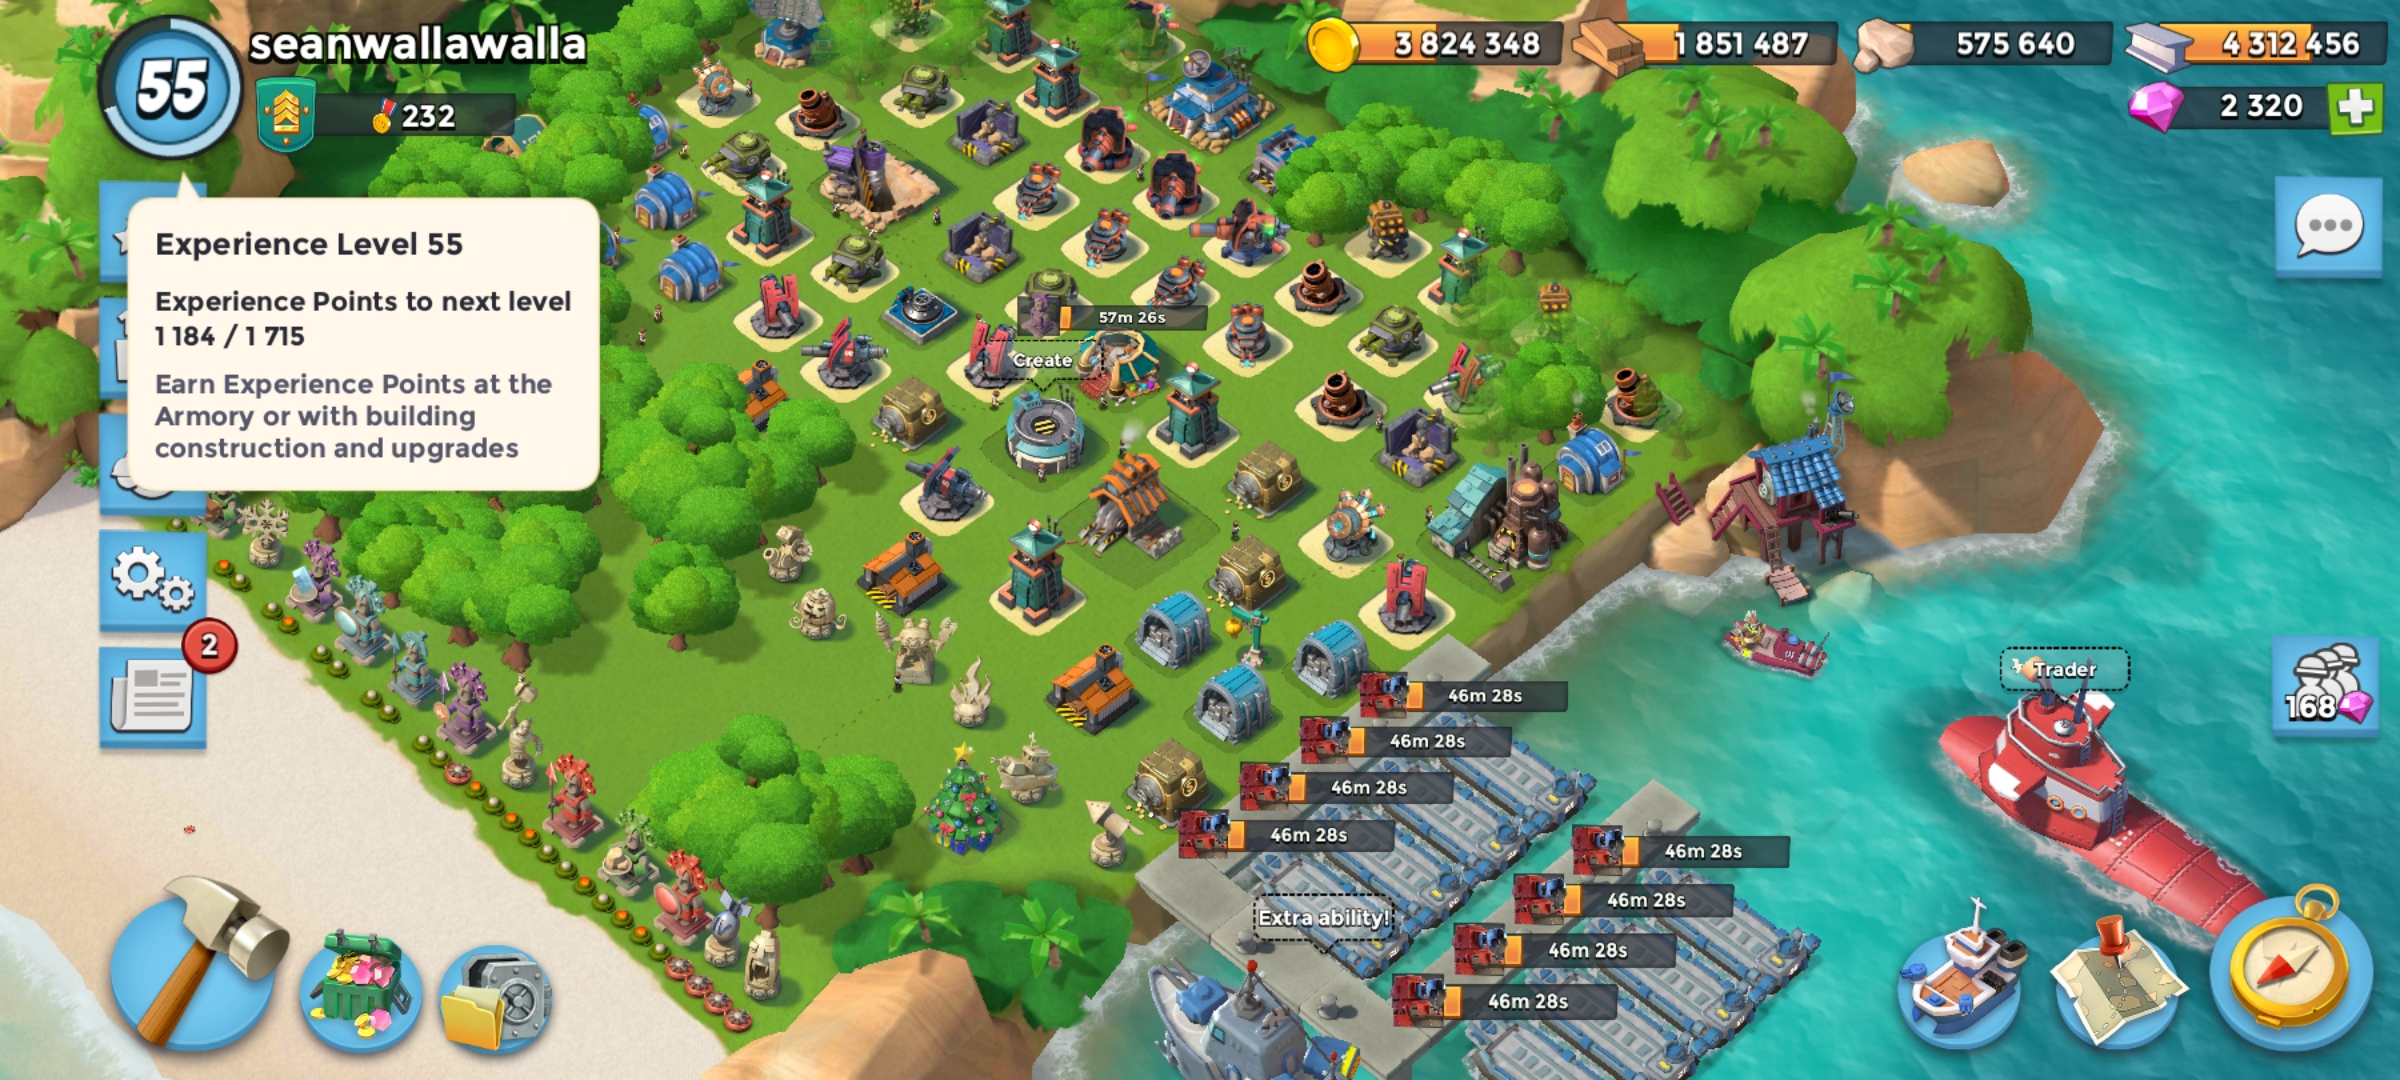 55
seanwallawalla
232
3 824 348
1 851 487
575 640
4 312 456
2 320
Experience Level 55
Experience Points to next level
1 184 / 1 715
Earn Experience Points at the
Armory or with building
construction and upgrades
57m 26s
Create
2
Trader
168
46m 28s
46m 28s
46m 28s
46m 28s
46m 28s
46m 28s
46m 28s
46m 28s
Extra ability!